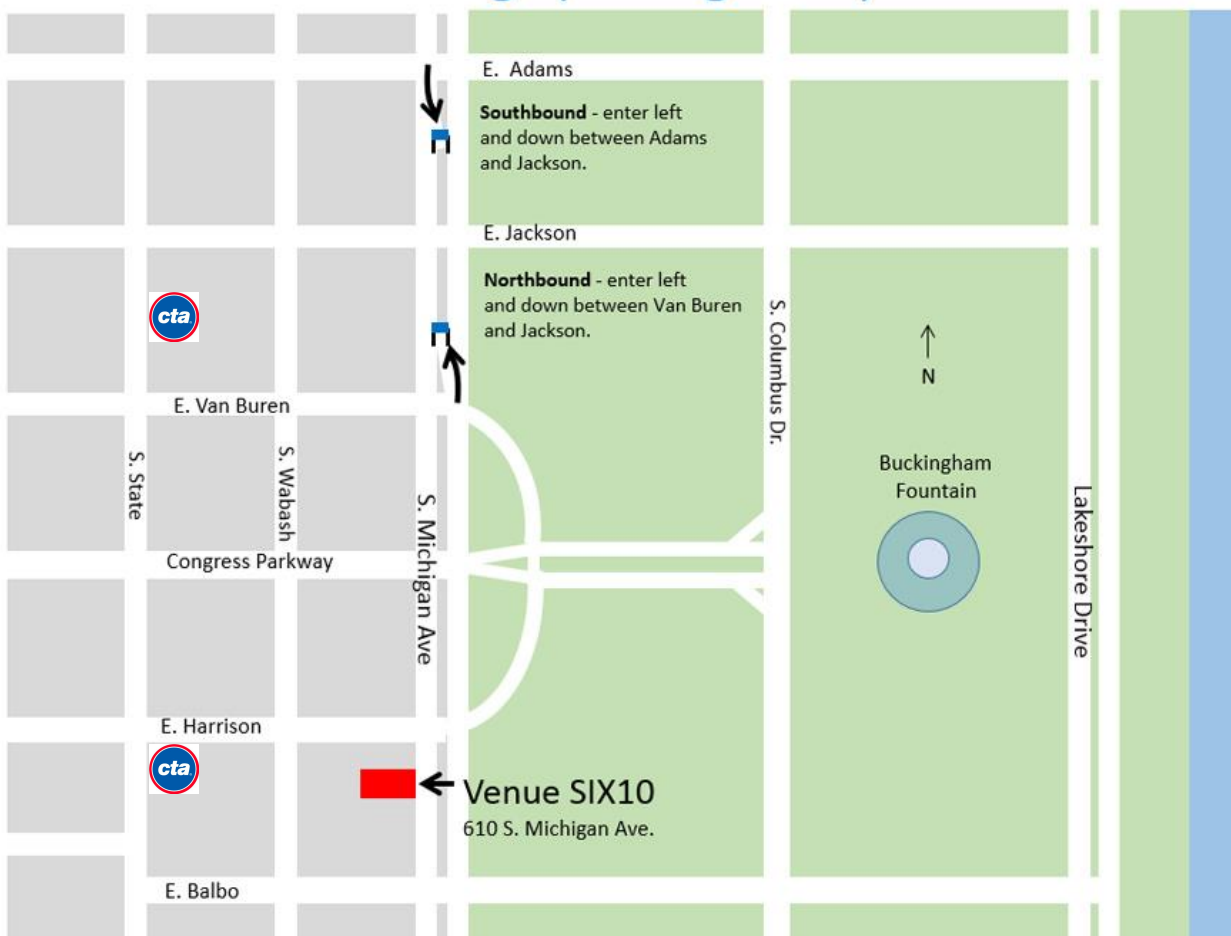 E. Adams
Southbound - enter left
and down between Adams
and Jackson.
E. Jackson
Northbound - enter left
and down between Van Buren
and Jackson.
cta
S. Columbus Dr.
N
E. Van Buren
S. State
S. Wabash
S. Michigan Ave
Buckingham
Fountain
Lakeshore Drive
Congress Parkway
E. Harrison
cta
Venue SIX10
610 S. Michigan Ave.
E. Balbo